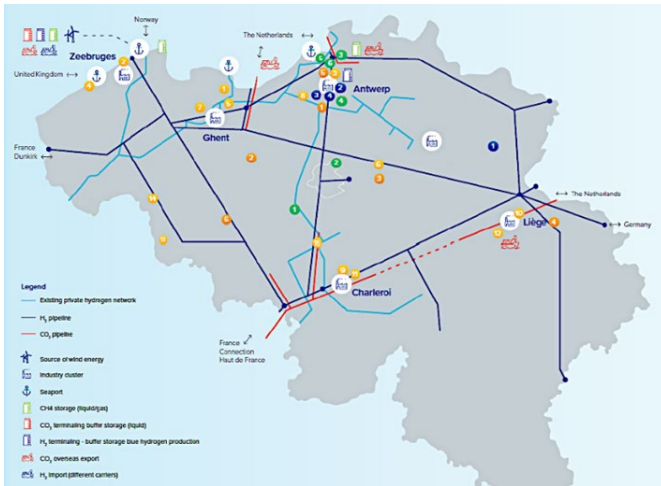 Norway
The Netherlands
Zeebruges
United Kingdom
Antwerp
Ghent
France
Dunkirk
The Netherlands
Germany
Liège
Charleroi
France
Connection
Haut de France
Legend
Existing private hydrogen network
H₂ pipeline
CO₂ pipeline
Source of wind energy
Industry cluster
Seaport
CH4 storage (liquid/gas)
CO₂ terminaling buffer storage (liquid)
H₂ terminaling - buffer storage blue hydrogen production
CO₂ overseas export
H₂ import (different carriers)